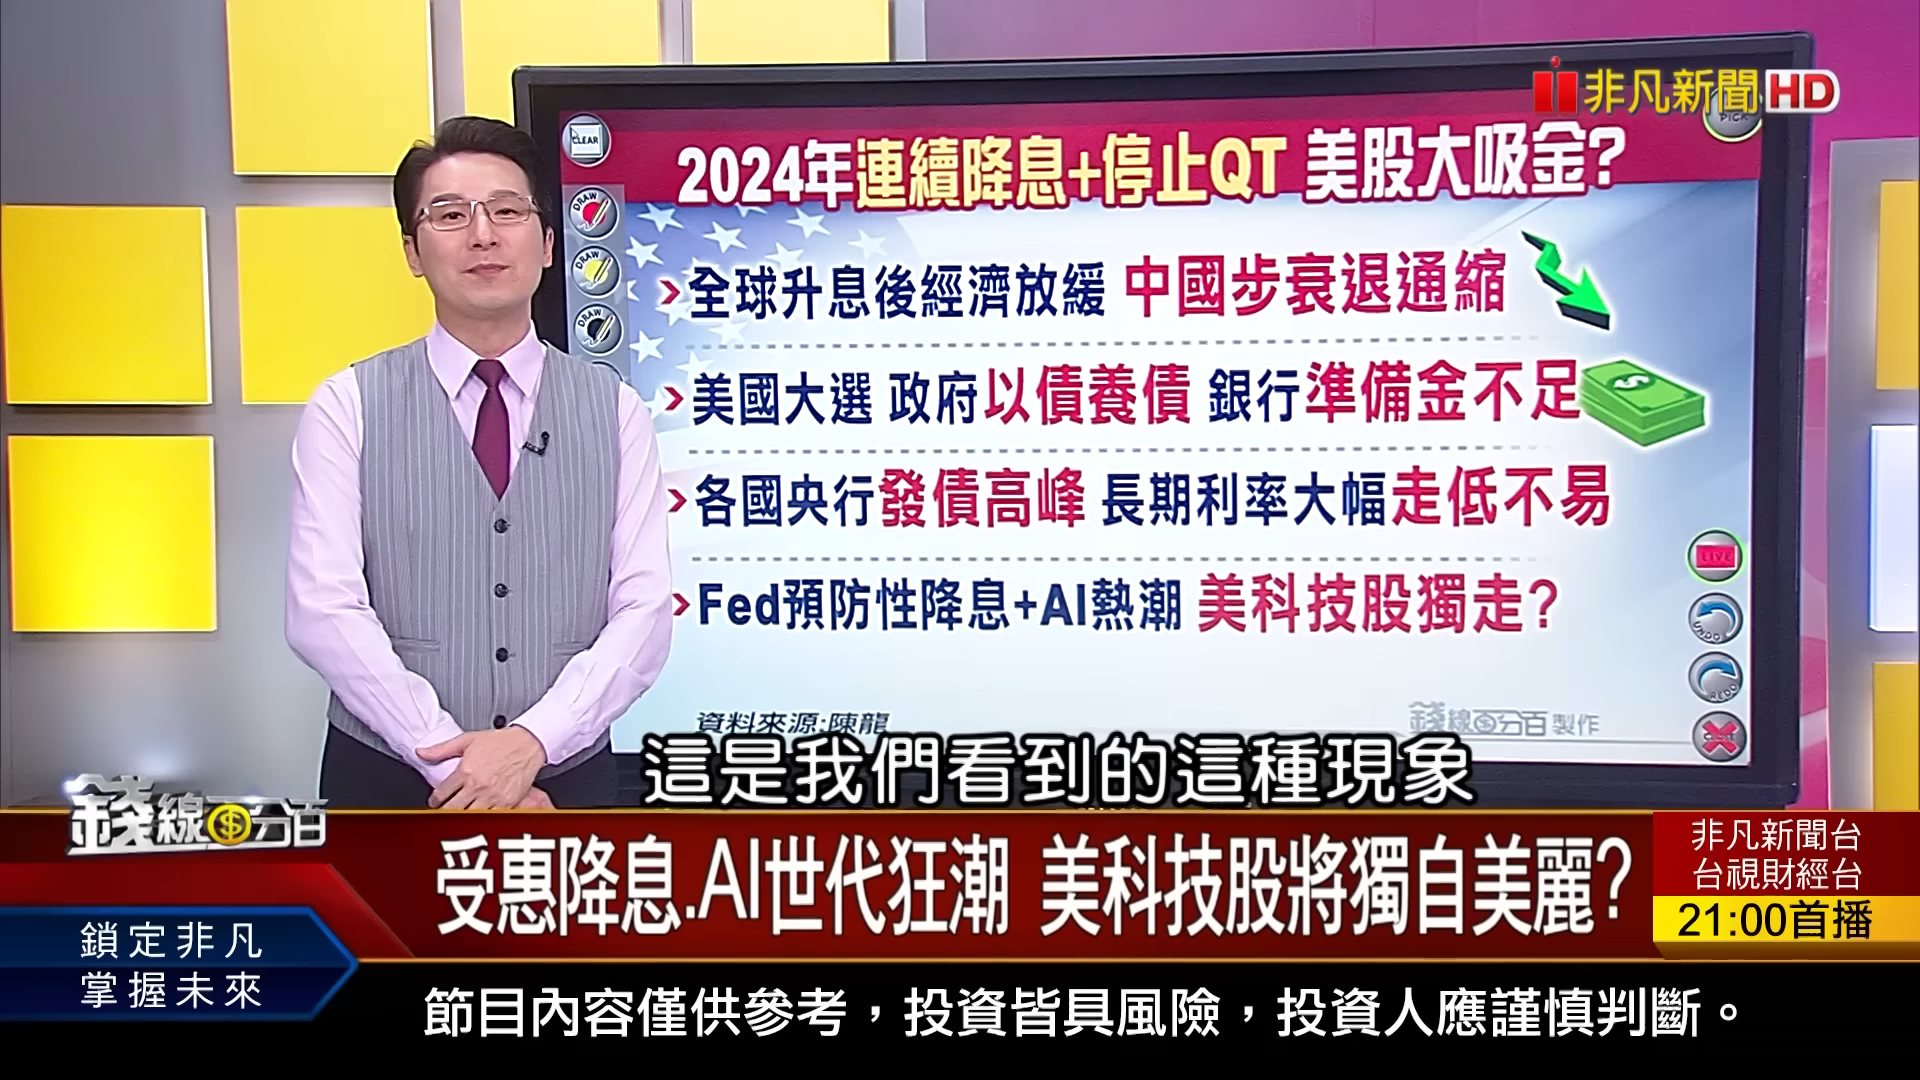 非凡新聞HD
CLEAR
PICK
2024年連續降息+停止QT 美股大吸金?
DRAW
全球升息後經濟放緩 中國步衰退通縮
DRAW
DRAW
美國大選 政府以債養債 銀行準備金不足
各國央行發債高峰 長期利率大幅走低不易
LIVE
Fed預防性降息+AI熱潮 美科技股獨走?
UNDO
REDO
資料來源:陳龍
錢線百分百製作
這是我們看到的這種現象
錢線百分百
受惠降息.AI世代狂潮 美科技股將獨自美麗?
非凡新聞台
台視財經台
21:00首播
鎖定非凡
掌握未來
節目內容僅供參考，投資皆具風險，投資人應謹慎判斷。